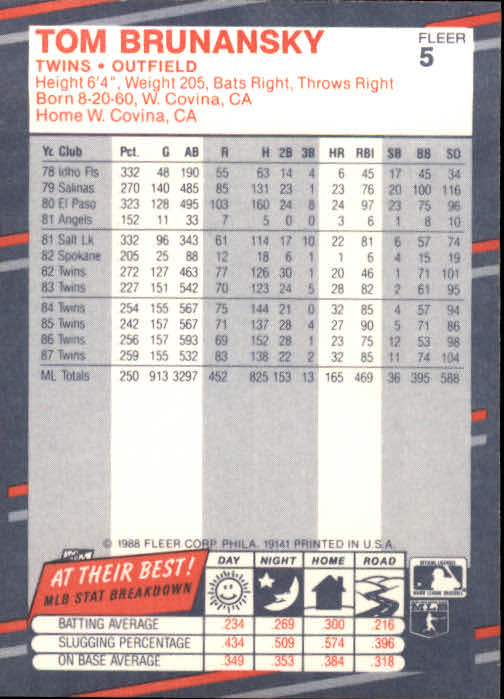 TOM BRUNANSKY
FLEER
5
TWINS • OUTFIELD
Height 6'4", Weight 205, Bats Right, Throws Right
Born 8-20-60, W. Covina, CA
Home W. Covina, CA
Yr. Club Pct. G AB R H 2B 3B HR RBI SB BB SO
78 Idho Fls 332 48 190 55 63 14 4 6 45 17 45 34
79 Salinas 270 140 485 85 131 23 1 23 76 20 100 116
80 El Paso 323 128 495 103 160 24 8 24 97 23 75 96
81 Angels 152 11 33 7 5 0 0 3 6 1 8 10
81 Salt Lk 332 96 343 61 114 17 10 22 81 6 57 74
82 Spokane 205 25 88 12 18 6 1 1 6 4 15 19
82 Twins 272 127 463 77 126 30 1 20 46 1 71 101
83 Twins 227 151 542 70 123 24 5 28 82 2 61 95
84 Twins 254 155 567 75 144 21 0 32 85 4 57 94
85 Twins 242 157 567 71 137 28 4 27 90 5 71 86
86 Twins 256 157 593 69 152 28 1 23 75 12 53 98
87 Twins 259 155 532 83 138 22 2 32 85 11 74 104
ML Totals 250 913 3297 452 825 153 13 165 469 36 395 588
© 1988 FLEER CORP. PHILA. 19141 PRINTED IN U.S.A.
AT THEIR BEST!
MLB STAT BREAKDOWN
DAY NIGHT HOME ROAD
BATTING AVERAGE .234 .269 .300 .216
SLUGGING PERCENTAGE .434 .509 .574 .396
ON BASE AVERAGE .349 .353 .384 .318